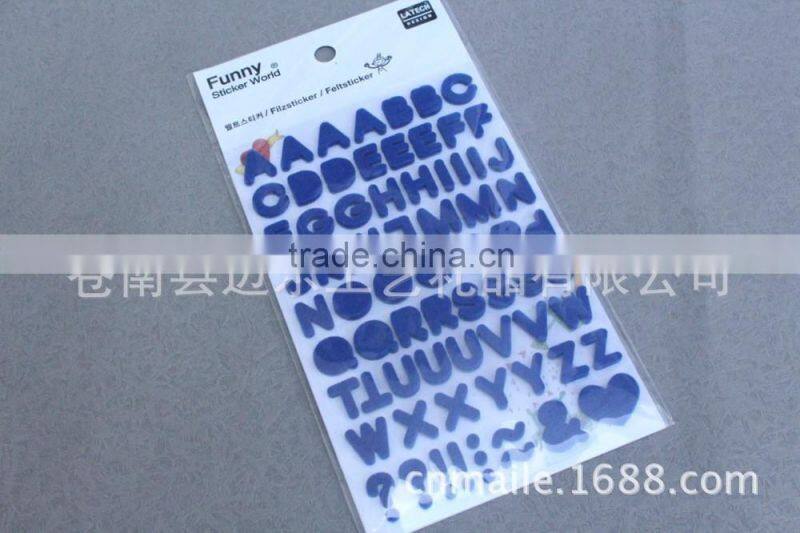 LATECH
DESIGN
Funny ®
Sticker World
펠트스티커 / Filzsticker / Feltsticker
A A A A B B C
C D D E E E F F
G G H H I I I J
M M N
trade.china.cn
苍南县迈 工艺礼品有限公司
N O
Q Q R R S S
T T U U U V V W
W X X Y Y Z Z
? ? ! ! : ~ &
cnmaile.1688.com